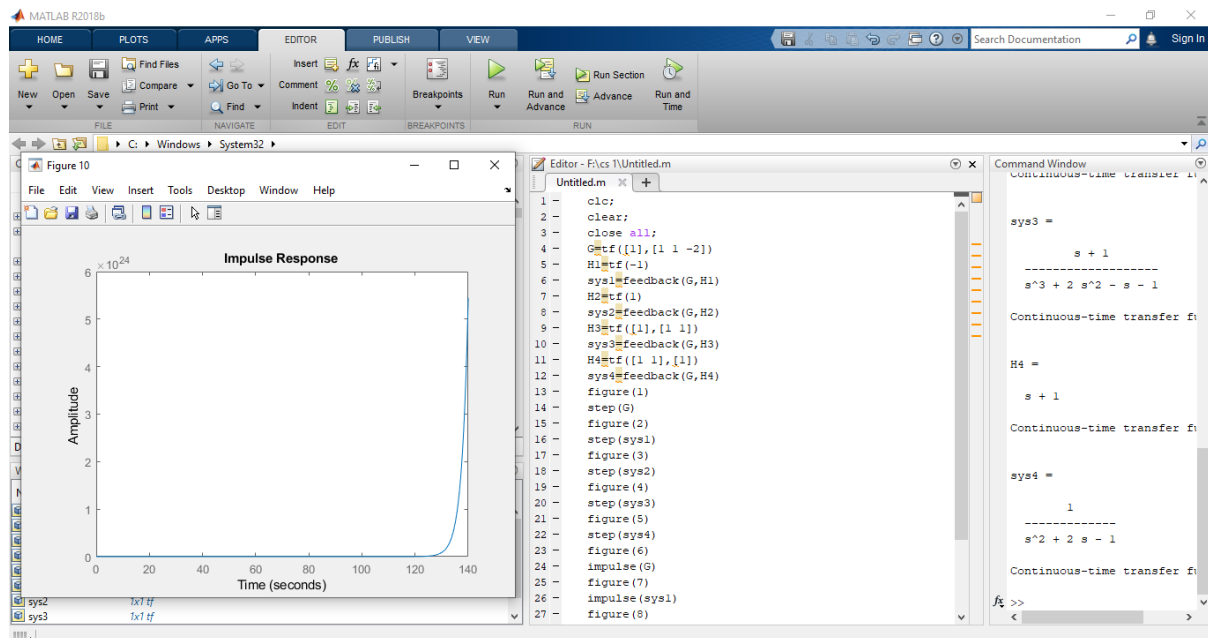 MATLAB R2018b
HOME PLOTS APPS EDITOR PUBLISH VIEW Search Documentation Sign In
New Open Save Find Files Compare Print Go To Find Insert fx Comment Indent Breakpoints Run Run and Advance Run Section Advance Run and Time
FILE NAVIGATE EDIT BREAKPOINTS RUN
C: Windows System32
Figure 10
File Edit View Insert Tools Desktop Window Help
Impulse Response
×10^24
6
5
4
3
2
1
0
Amplitude
0 20 40 60 80 100 120 140
Time (seconds)
sys2 1x1 tf
sys3 1x1 tf
Editor - F:\cs 1\Untitled.m
Untitled.m
1 - clc;
2 - clear;
3 - close all;
4 - G=tf([1],[1 1 -2])
5 - H1=tf(-1)
6 - sys1=feedback(G,H1)
7 - H2=tf(1)
8 - sys2=feedback(G,H2)
9 - H3=tf([1],[1 1])
10 - sys3=feedback(G,H3)
11 - H4=tf([1 1],[1])
12 - sys4=feedback(G,H4)
13 - figure(1)
14 - step(G)
15 - figure(2)
16 - step(sys1)
17 - figure(3)
18 - step(sys2)
19 - figure(4)
20 - step(sys3)
21 - figure(5)
22 - step(sys4)
23 - figure(6)
24 - impulse(G)
25 - figure(7)
26 - impulse(sys1)
27 - figure(8)
Command Window
Continuous-time transfer
sys3 =
s + 1
-------------------
s^3 + 2 s^2 - s - 1
Continuous-time transfer
H4 =
s + 1
Continuous-time transfer
sys4 =
1
-------------
s^2 + 2 s - 1
Continuous-time transfer
fx >>